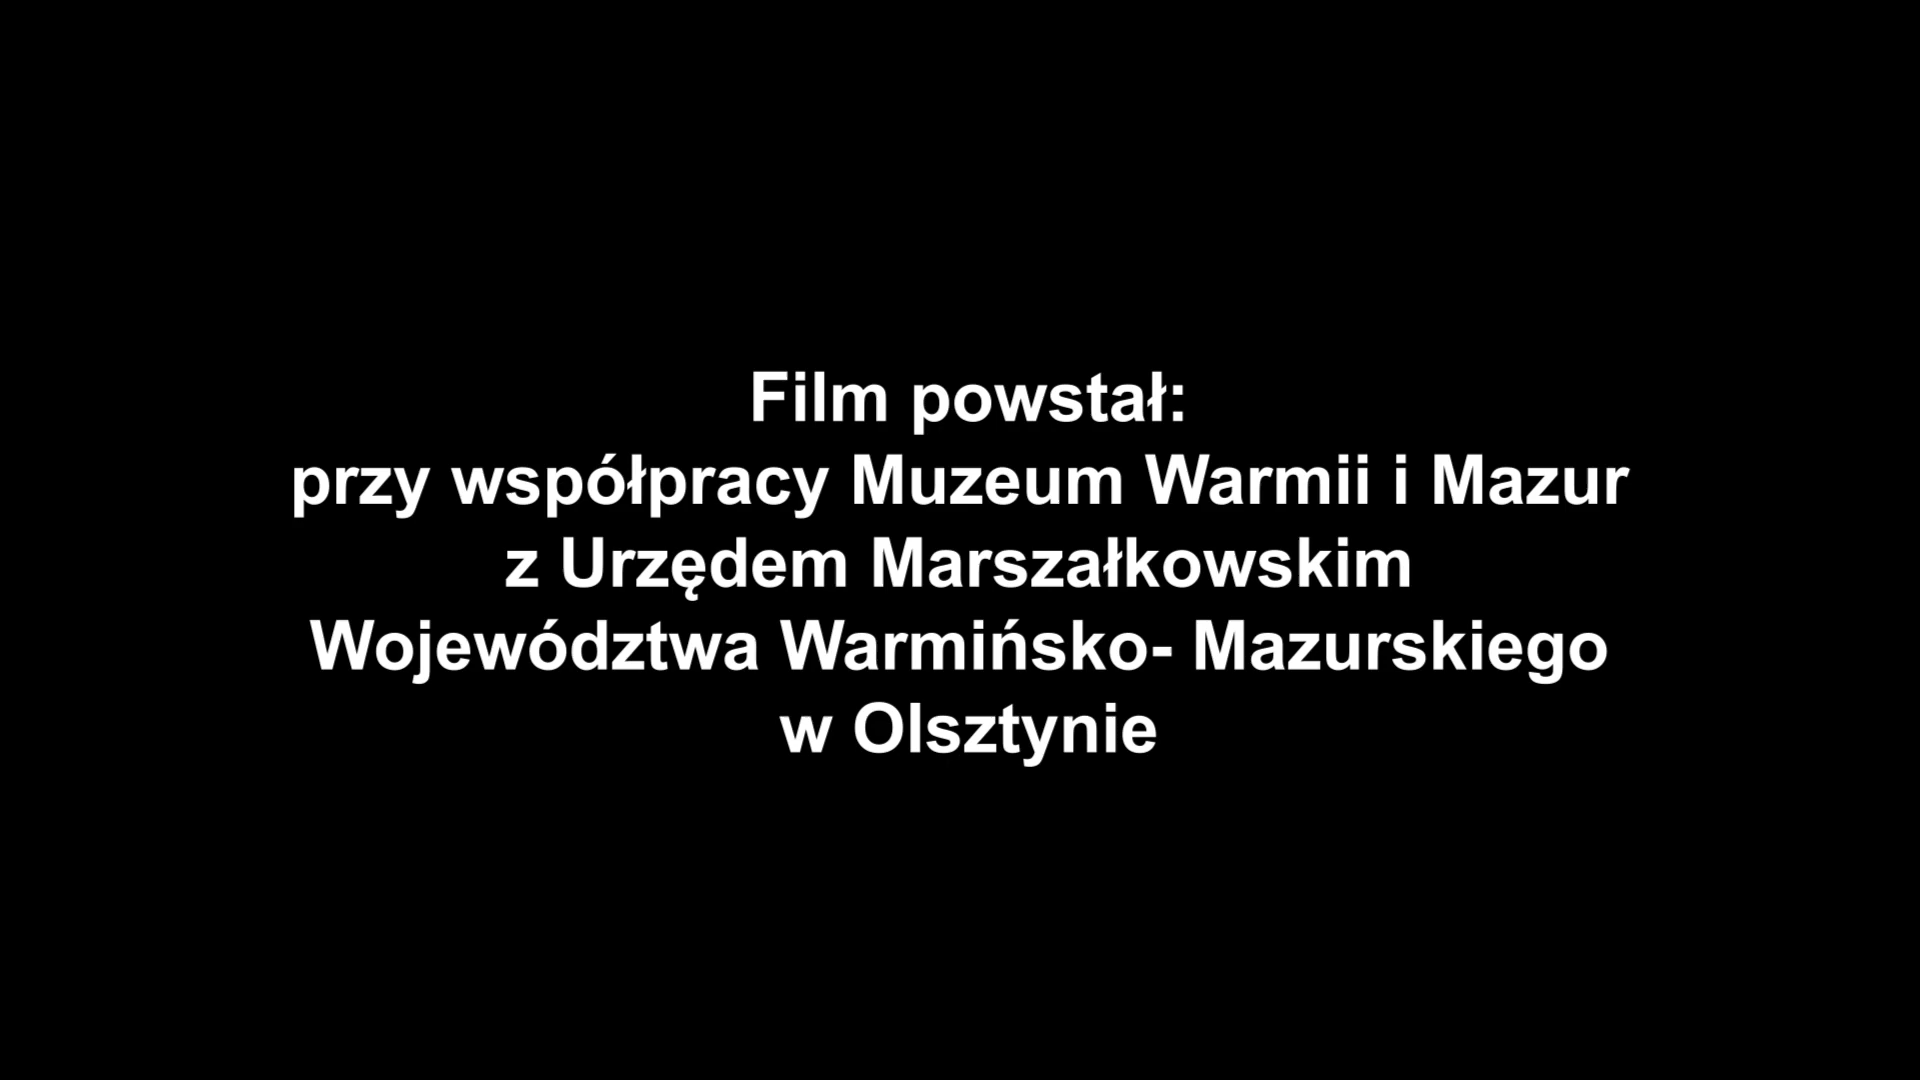 Film powstał:
przy współpracy Muzeum Warmii i Mazur
z Urzędem Marszałkowskim
Województwa Warmińsko- Mazurskiego
w Olsztynie